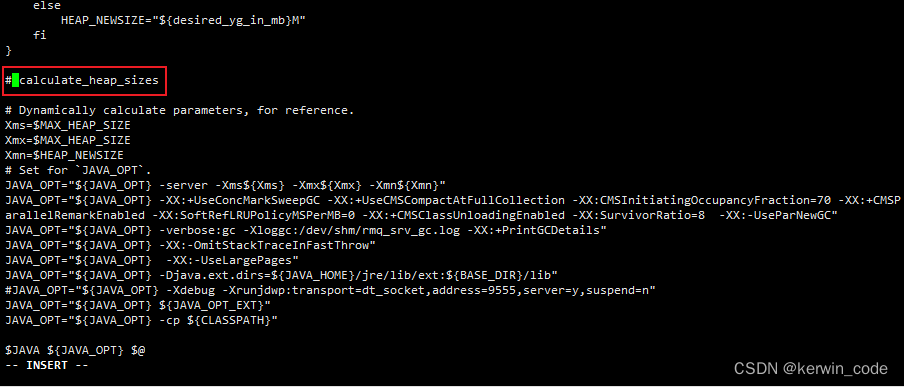 else
HEAP_NEWSIZE="${desired_yg_in_mb}M"
fi
}
# calculate_heap_sizes
# Dynamically calculate parameters, for reference.
Xms=$MAX_HEAP_SIZE
Xmx=$MAX_HEAP_SIZE
Xmn=$HEAP_NEWSIZE
# Set for `JAVA_OPT`.
JAVA_OPT="${JAVA_OPT} -server -Xms${Xms} -Xmx${Xmx} -Xmn${Xmn}"
JAVA_OPT="${JAVA_OPT} -XX:+UseConcMarkSweepGC -XX:+UseCMSCompactAtFullCollection -XX:CMSInitiatingOccupancyFraction=70 -XX:+CMSP
arallelRemarkEnabled -XX:SoftRefLRUPolicyMSPerMB=0 -XX:+CMSClassUnloadingEnabled -XX:SurvivorRatio=8  -XX:-UseParNewGC"
JAVA_OPT="${JAVA_OPT} -verbose:gc -Xloggc:/dev/shm/rmq_srv_gc.log -XX:+PrintGCDetails"
JAVA_OPT="${JAVA_OPT} -XX:-OmitStackTraceInFastThrow"
JAVA_OPT="${JAVA_OPT}  -XX:-UseLargePages"
JAVA_OPT="${JAVA_OPT} -Djava.ext.dirs=${JAVA_HOME}/jre/lib/ext:${BASE_DIR}/lib"
#JAVA_OPT="${JAVA_OPT} -Xdebug -Xrunjdwp:transport=dt_socket,address=9555,server=y,suspend=n"
JAVA_OPT="${JAVA_OPT} ${JAVA_OPT_EXT}"
JAVA_OPT="${JAVA_OPT} -cp ${CLASSPATH}"
$JAVA ${JAVA_OPT} $@
-- INSERT --
CSDN @kerwin_code